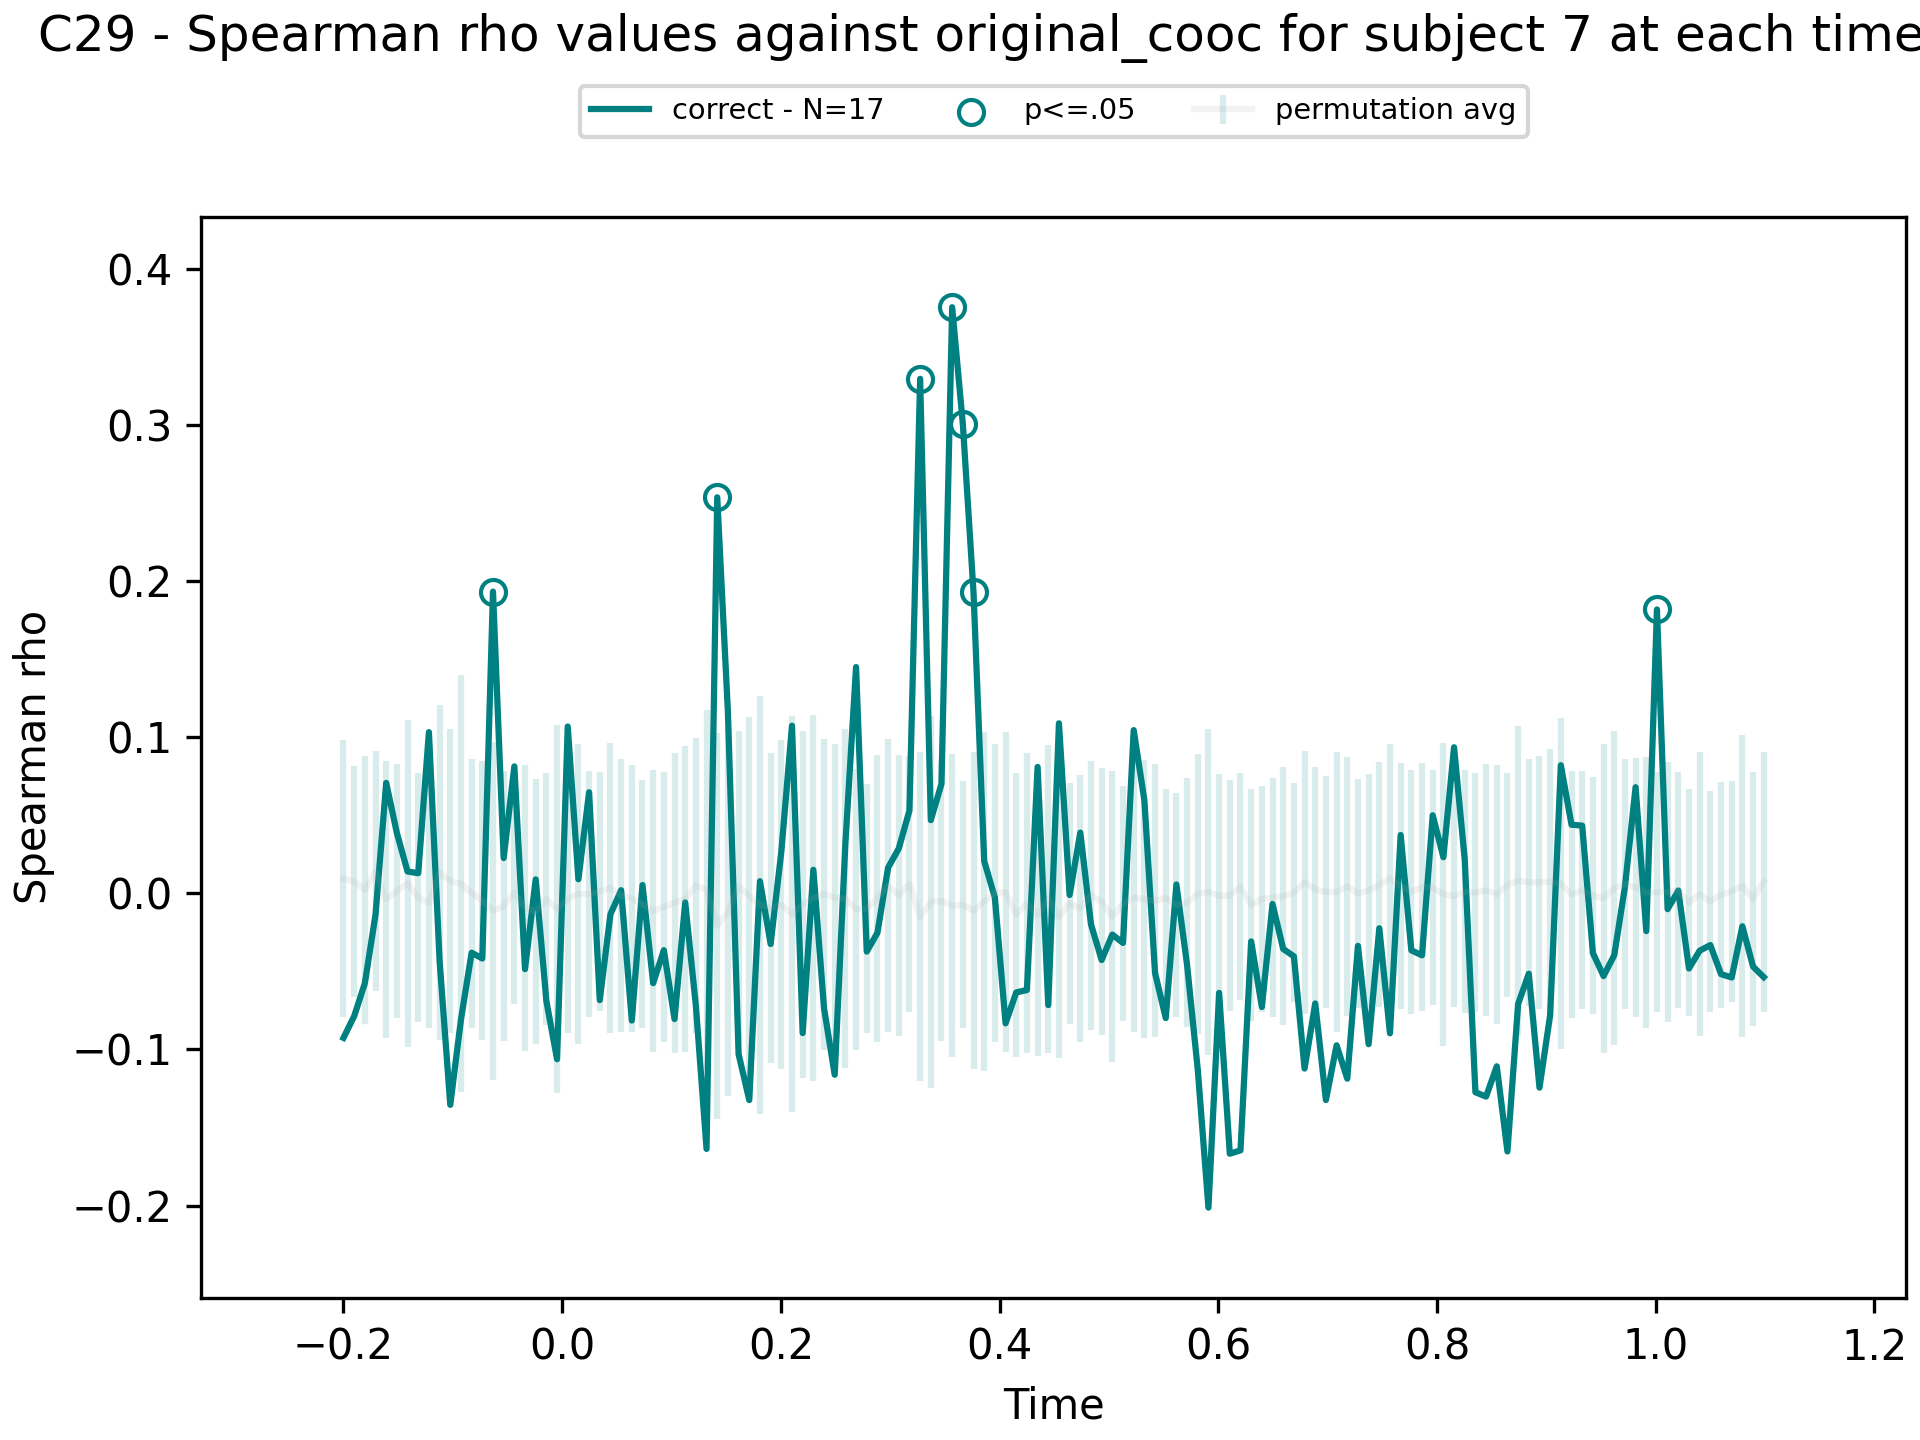 C29 - Spearman rho values against original_cooc for subject 7 at each time
correct - N=17 p<=.05 permutation avg
0.4
0.3
0.2
0.1
0.0
−0.1
−0.2
Spearman rho
−0.2 0.0 0.2 0.4 0.6 0.8 1.0 1.2
Time